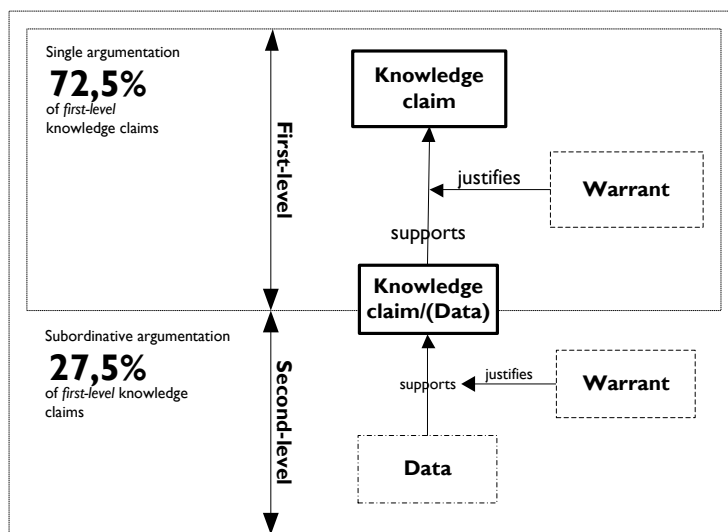 Single argumentation
72,5%
of first-level
knowledge claims
First-level
Knowledge
claim
justifies
Warrant
supports
Knowledge
claim/(Data)
Subordinative argumentation
27,5%
of first-level knowledge
claims
Second-level
supports
justifies
Warrant
Data